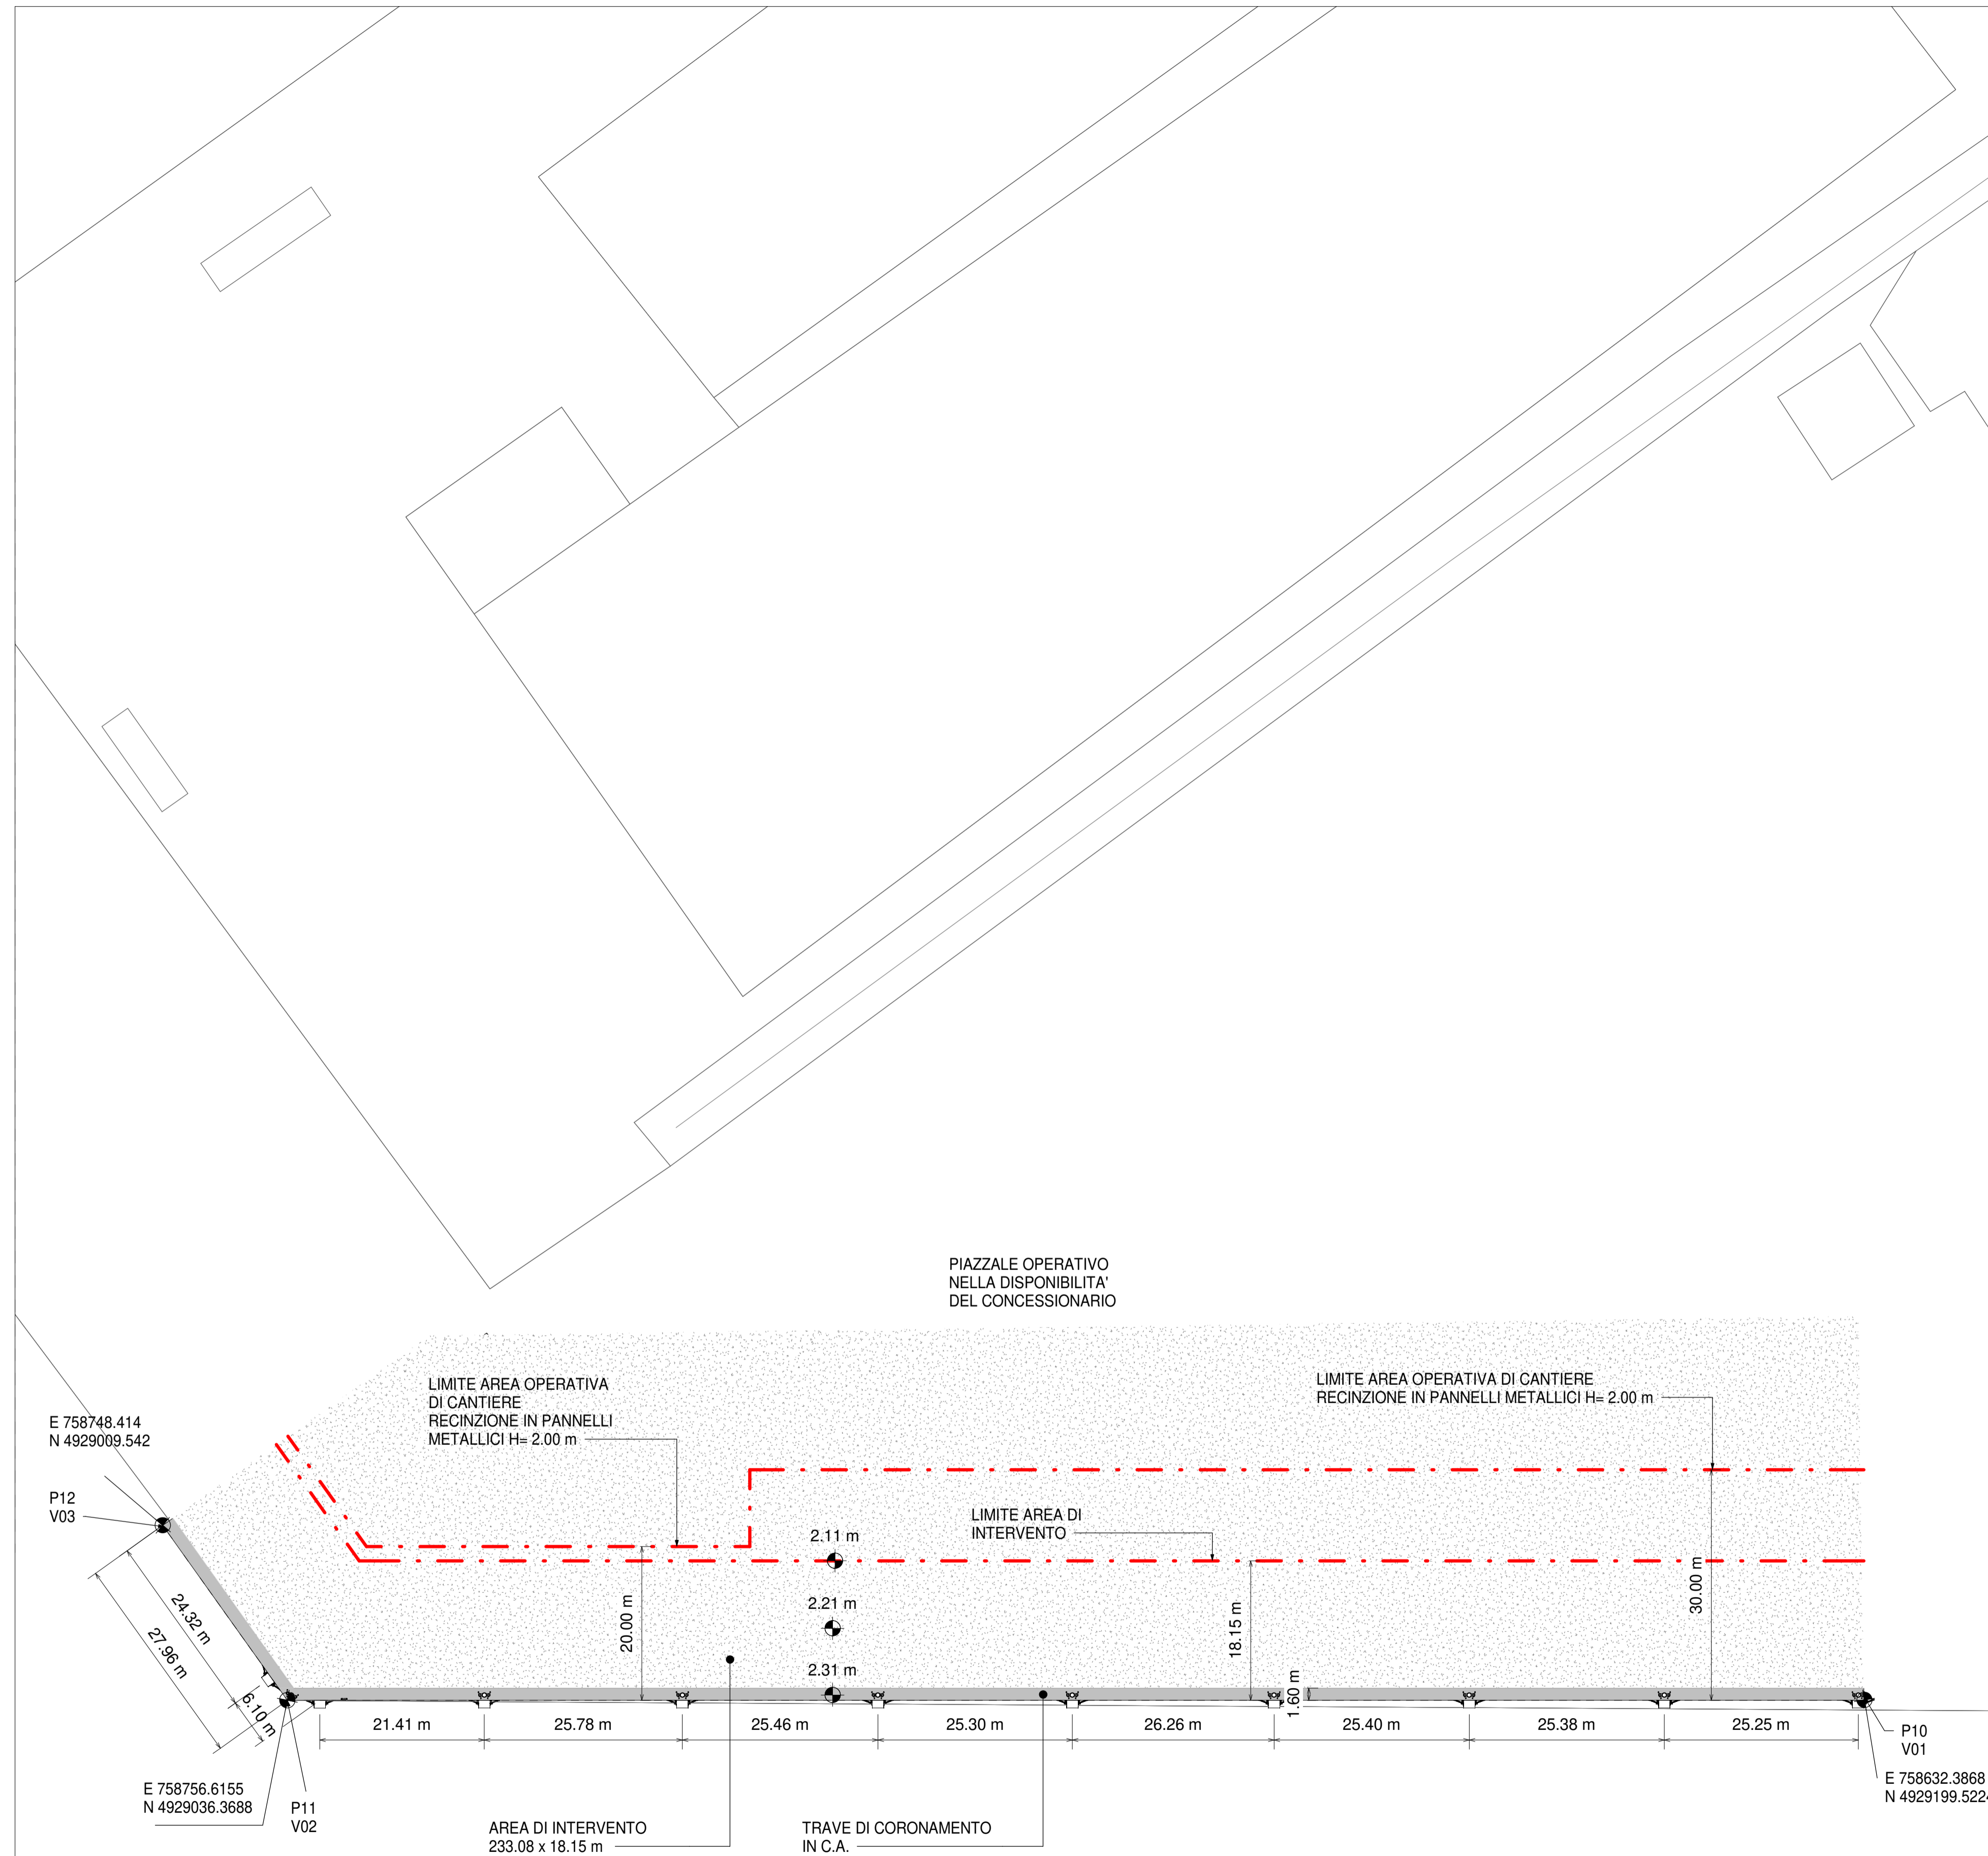 PIAZZALE OPERATIVO
NELLA DISPONIBILITA'
DEL CONCESSIONARIO
LIMITE AREA OPERATIVA
DI CANTIERE
RECINZIONE IN PANNELLI
METALLICI H= 2.00 m
LIMITE AREA OPERATIVA DI CANTIERE
RECINZIONE IN PANNELLI METALLICI H= 2.00 m
E 758748.414
N 4929009.542
P12
V03
LIMITE AREA DI
INTERVENTO
2.11 m
2.21 m
2.31 m
20.00 m
18.15 m
30.00 m
1.60 m
24.32 m
27.96 m
6.10 m
21.41 m
25.78 m
25.46 m
25.30 m
26.26 m
25.40 m
25.38 m
25.25 m
P10
V01
E 758632.3868
N 4929199.5224
E 758756.6155
N 4929036.3688
P11
V02
AREA DI INTERVENTO
233.08 x 18.15 m
TRAVE DI CORONAMENTO
IN C.A.